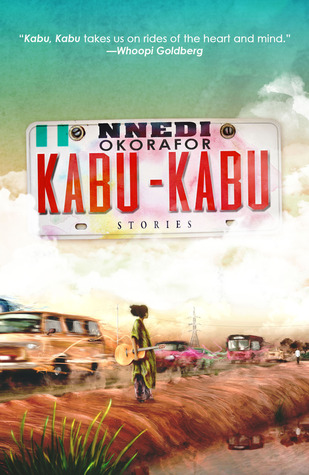 “Kabu, Kabu takes us on rides of the heart and mind.”
—Whoopi Goldberg
NNEDI
OKORAFOR
KABU-KABU
STORIES